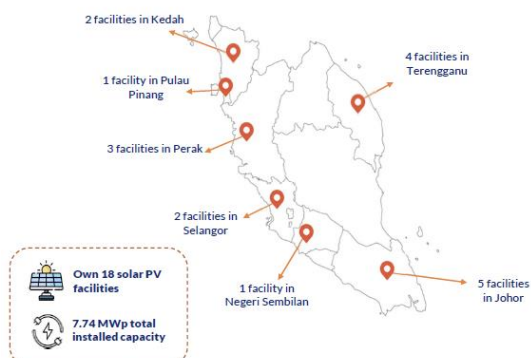 2 facilities in Kedah
4 facilities in
Terengganu
1 facility in Pulau
Pinang
3 facilities in Perak
2 facilities in
Selangor
1 facility in
Negeri Sembilan
5 facilities
in Johor
Own 18 solar PV
facilities
7.74 MWp total
installed capacity